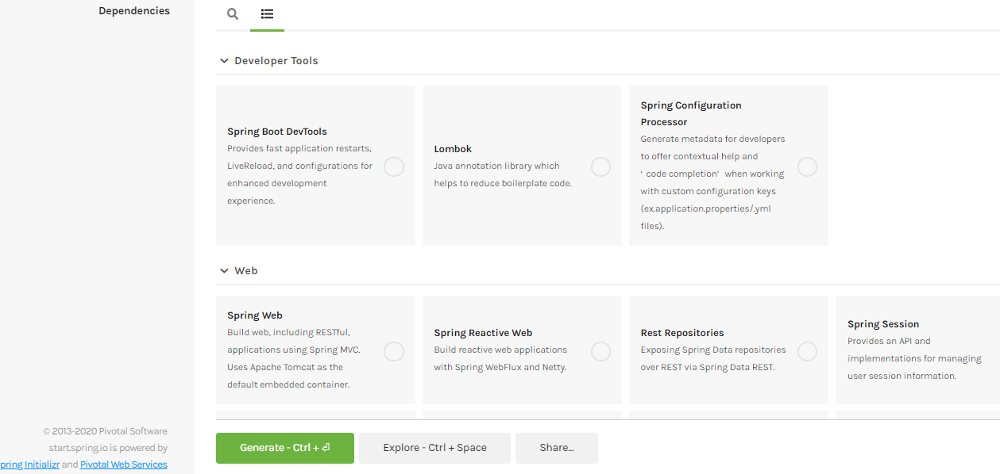 Dependencies
Developer Tools
Spring Boot DevTools
Provides fast application restarts,
LiveReload, and configurations for
enhanced development
experience.
Lombok
Java annotation library which
helps to reduce boilerplate code.
Spring Configuration
Processor
Generate metadata for developers
to offer contextual help and
‘ code completion’ when working
with custom configuration keys
(ex.application.properties/.yml
files).
Web
Spring Web
Build web, including RESTful,
applications using Spring MVC.
Uses Apache Tomcat as the
default embedded container.
Spring Reactive Web
Build reactive web applications
with Spring WebFlux and Netty.
Rest Repositories
Exposing Spring Data repositories
over REST via Spring Data REST.
Spring Session
Provides an API and
implementations for managing
user session information.
© 2013-2020 Pivotal Software
start.spring.io is powered by
pring Initializr and Pivotal Web Services
Generate - Ctrl + ⏎
Explore - Ctrl + Space
Share...